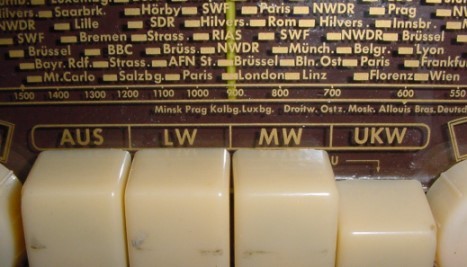 Saarbrk. Hörby SWF Paris NWDR Innsbr.
NWDR Lille SDR Hilvers. Rom Hilvers.
SWF Bremen Strass. RIAS SWF NWDR Prag
Brüssel BBC Brüss. NWDR Münch. Belgr. Lyon
Bayr. Rdf. Strass. AFN St. Brüssel Bln. Ost Paris Frankfu
Mt. Carlo Salzbg. Paris London Linz Florenz Wien
1500 1400 1300 1200 1100 1000 900 800 700 600 550
Minsk Prag Kalbg. Luxbg. Droitw. Ostz. Mosk. Allouis Bras. Deutsch
AUS LW MW UKW
U